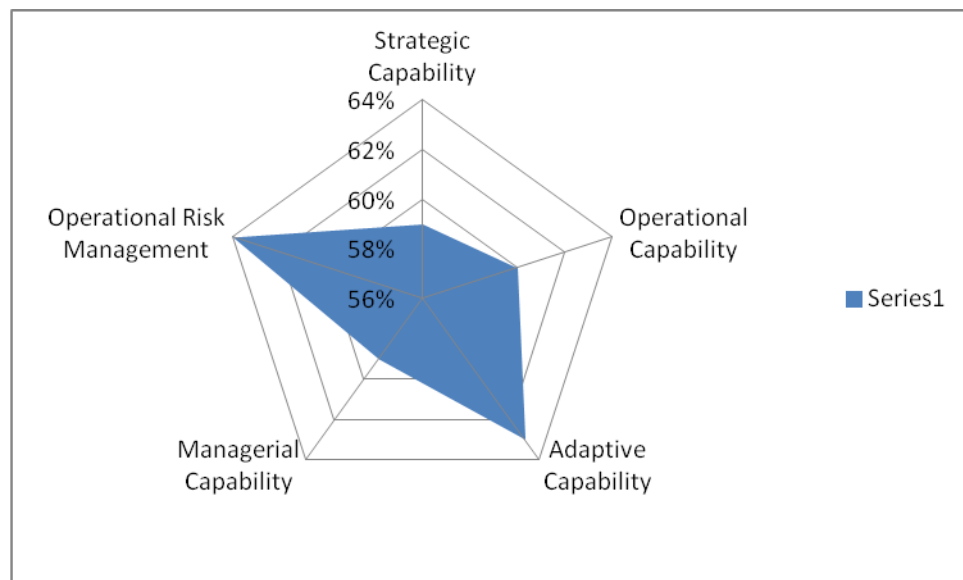 Strategic
Capability
64%
62%
60%
58%
56%
Operational
Capability
Adaptive
Capability
Managerial
Capability
Operational Risk
Management
Series1